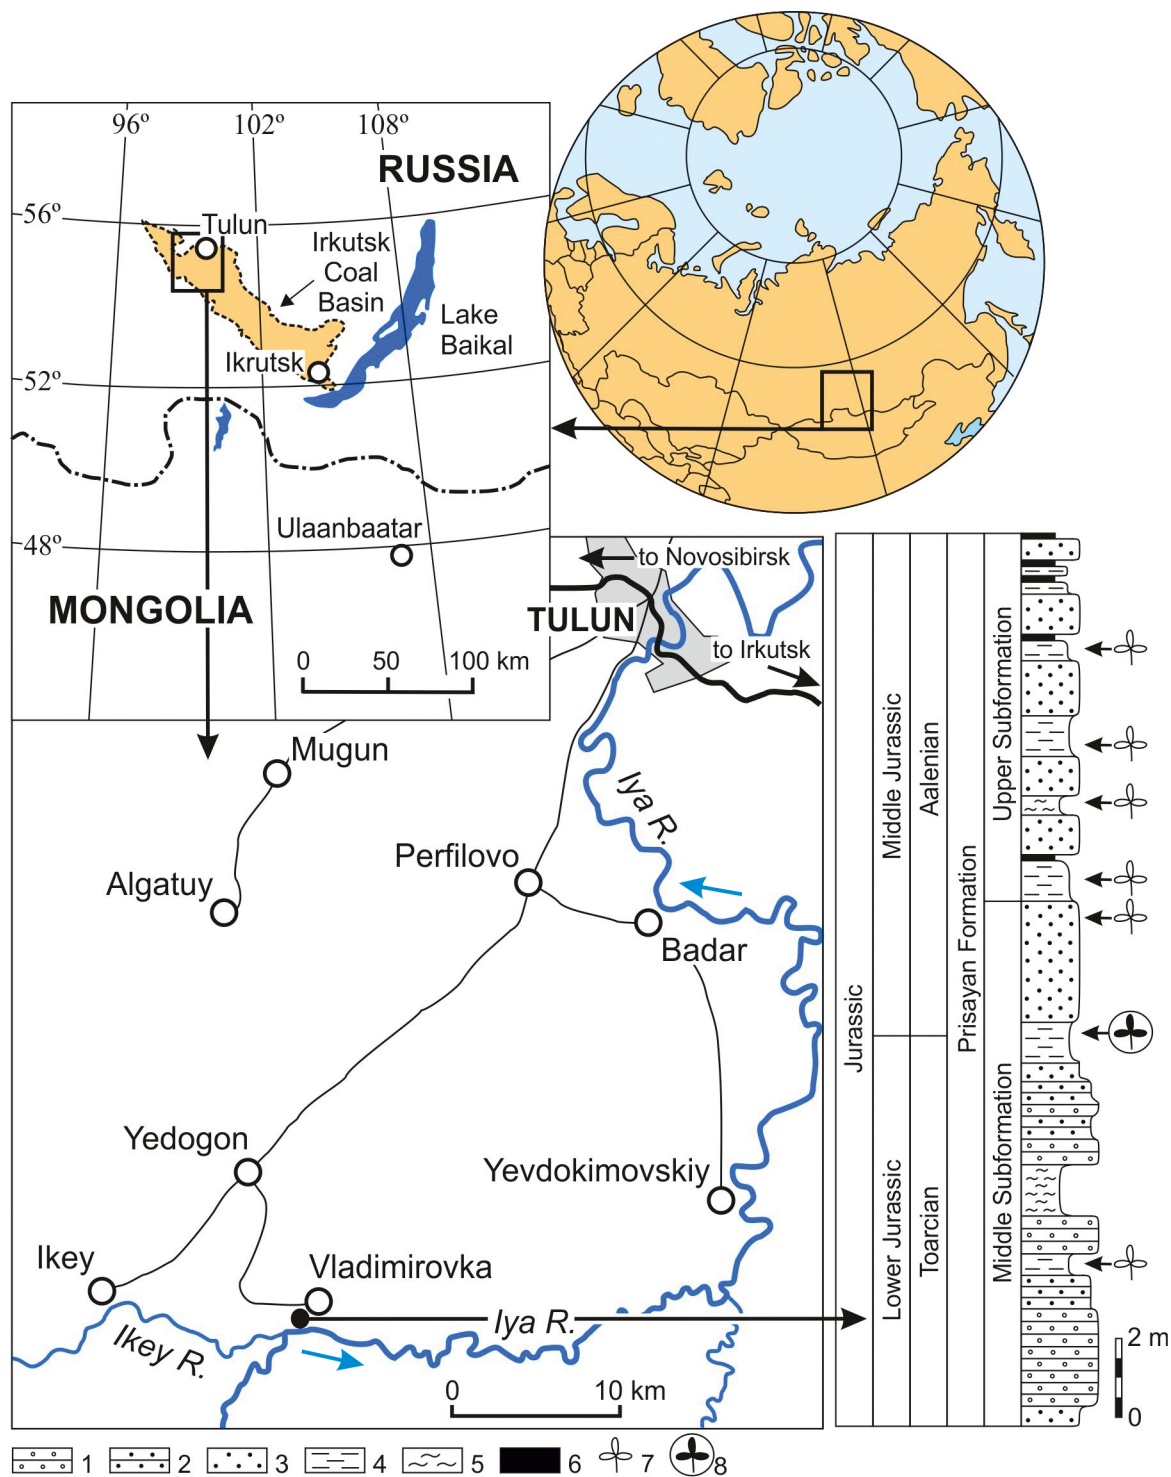 96º 102º 108º
RUSSIA
56º
Tulun
Irkutsk
Coal
Basin
Lake
Baikal
Ikrutsk
52º
Ulaanbaatar
48º
MONGOLIA
0 50 100 km
to Novosibirsk
TULUN
to Irkutsk
Mugun
Iya R.
Algatuy
Perfilovo
Badar
Yedogon
Yevdokimovskiy
Ikey
Vladimirovka
Iya R.
Ikey R.
0 10 km
Jurassic
Middle Jurassic
Lower Jurassic
Aalenian
Toarcian
Prisayan Formation
Upper Subformation
Middle Subformation
2 m
0
1 2 3 4 5 6 7 8